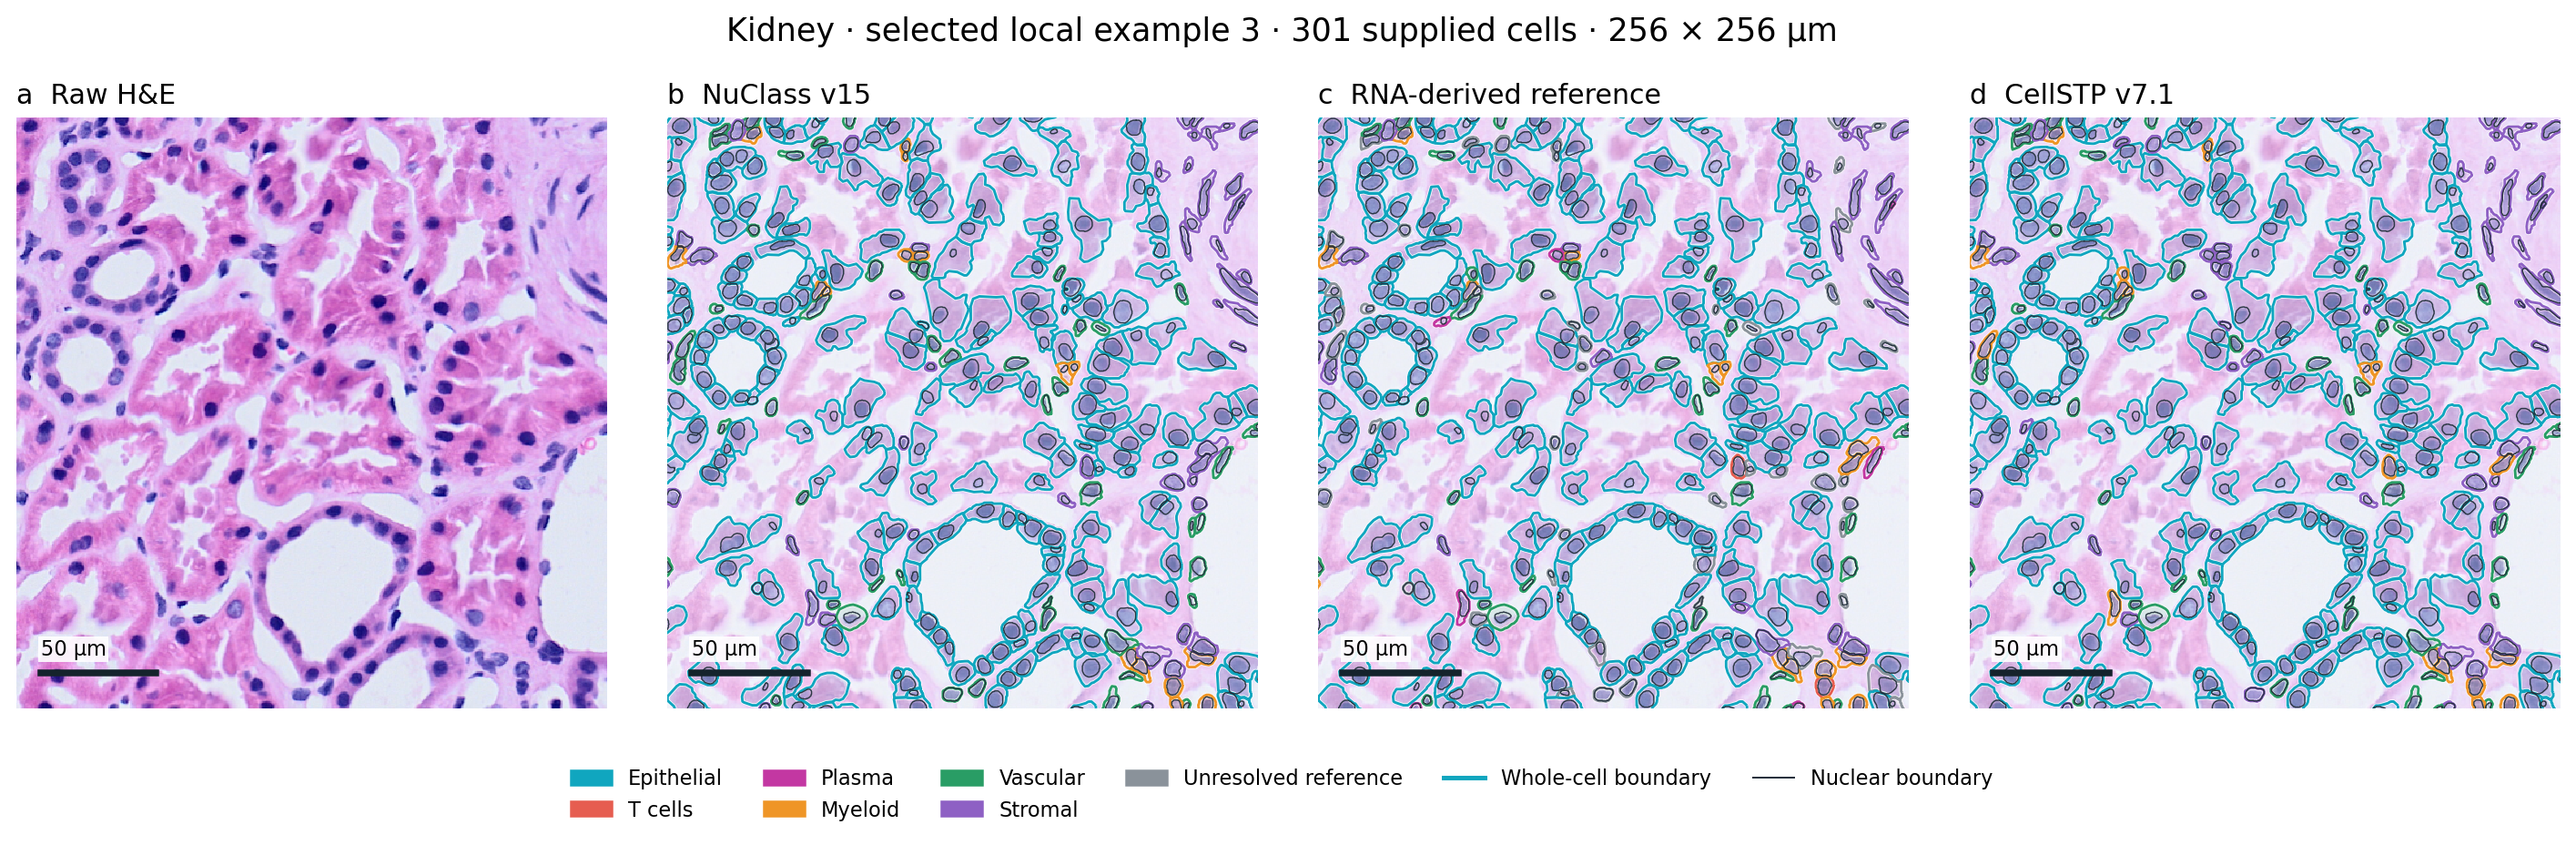 Kidney · selected local example 3 · 301 supplied cells · 256 × 256 µm
a Raw H&E
b NuClass v15
c RNA-derived reference
d CellSTP v7.1
50 µm
50 µm
50 µm
50 µm
Epithelial
Plasma
Vascular
Unresolved reference
Whole-cell boundary
Nuclear boundary
T cells
Myeloid
Stromal